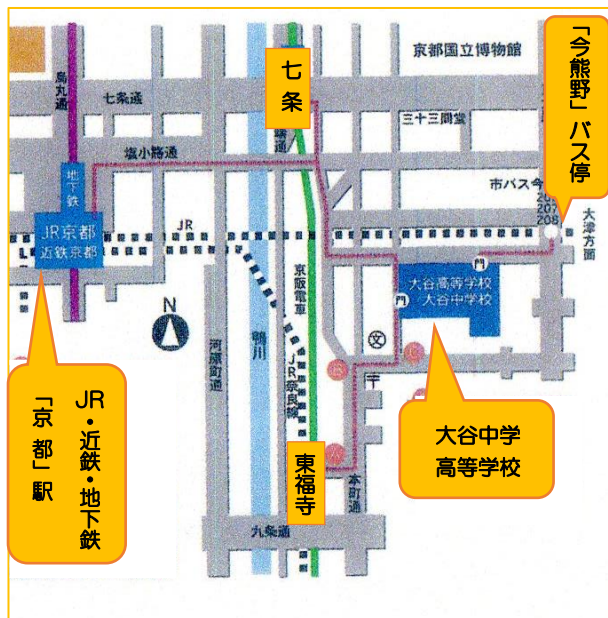 京都国立博物館
「今熊野」バス停
七条
烏丸通
七条通
三十三間堂
塩小路通
地下鉄
市バス今
207
208
大津方面
JR
JR京都
近鉄京都
京阪電車
門
大谷高等学校
大谷中学校
門
N
鴨川
河原町通
JR奈良線
文
B
C
〒
JR・近鉄・地下鉄
「京都」駅
大谷中学
高等学校
東福寺
A
本町通
九条通